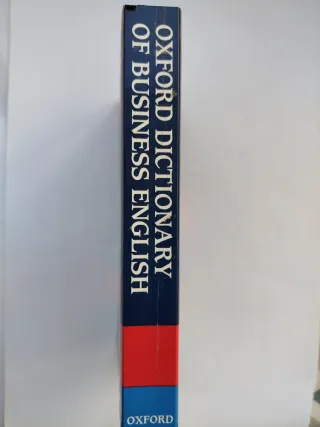 OXFORD DICTIONARY
OF BUSINESS ENGLISH
OXFORD